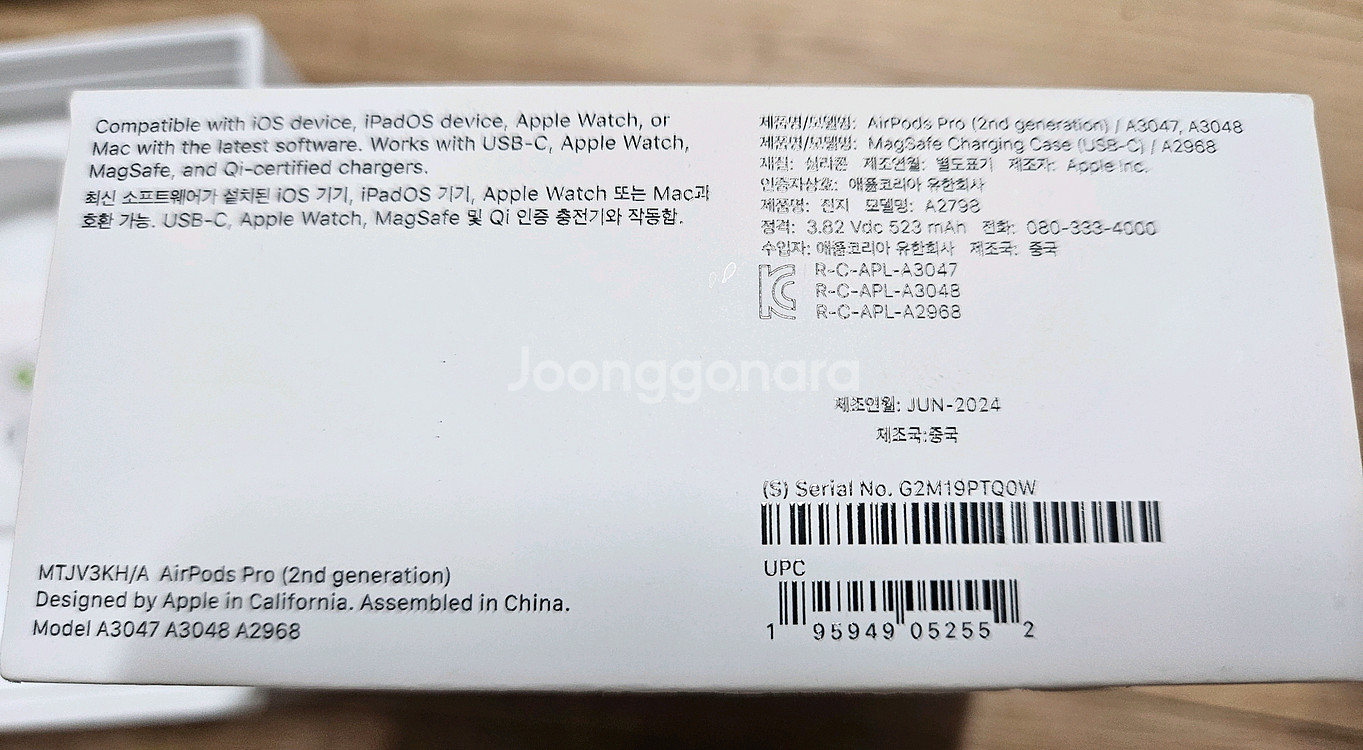 Compatible with iOS device, iPadOS device, Apple Watch, or
Mac with the latest software. Works with USB-C, Apple Watch,
MagSafe, and Qi-certified chargers.
최신 소프트웨어가 설치된 iOS 기기, iPadOS 기기, Apple Watch 또는 Mac과
호환 가능. USB-C, Apple Watch, MagSafe 및 Qi 인증 충전기와 작동함.
MTJV3KH/A AirPods Pro (2nd generation)
Designed by Apple in California. Assembled in China.
Model A3047 A3048 A2968
제품명/모델명: AirPods Pro (2nd generation) / A3047, A3048
제품명/모델명: MagSafe Charging Case (USB-C) / A2968
재질: 실리콘 제조연월: 별도표기 제조자: Apple Inc.
인증자상호: 애플코리아 유한회사
제품명: 전지 모델명: A2798
정격: 3.82 Vdc 523 mAh 전화: 080-333-4000
수입자: 애플코리아 유한회사 제조국: 중국
R-C-APL-A3047
R-C-APL-A3048
R-C-APL-A2968
Joonggonara
제조연월: JUN-2024
제조국:중국
(S) Serial No. G2M19PTQ0W
UPC
1 95949 05255 2